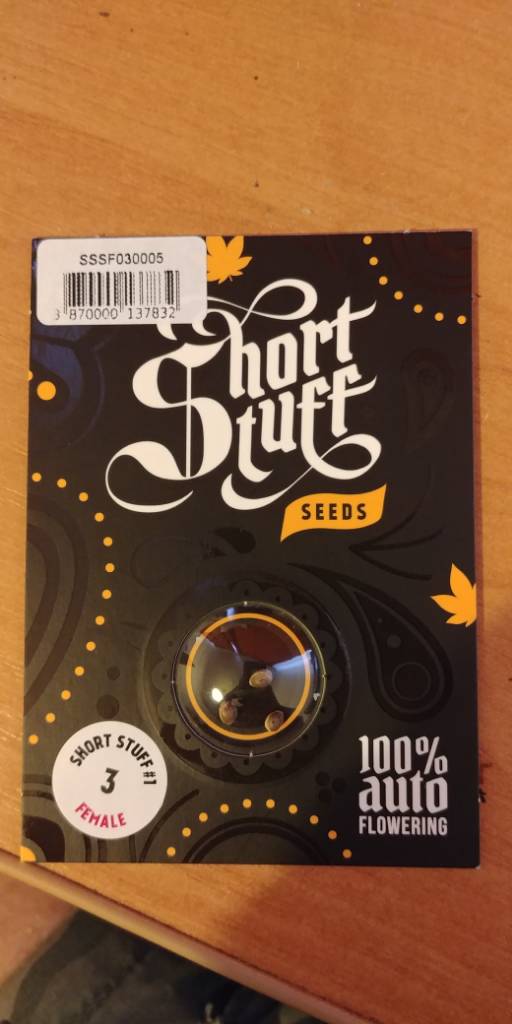 SSSF030005
3 870000 137832
Short
Stuff
SEEDS
SHORT STUFF #1
3
FEMALE
100%
auto
FLOWERING